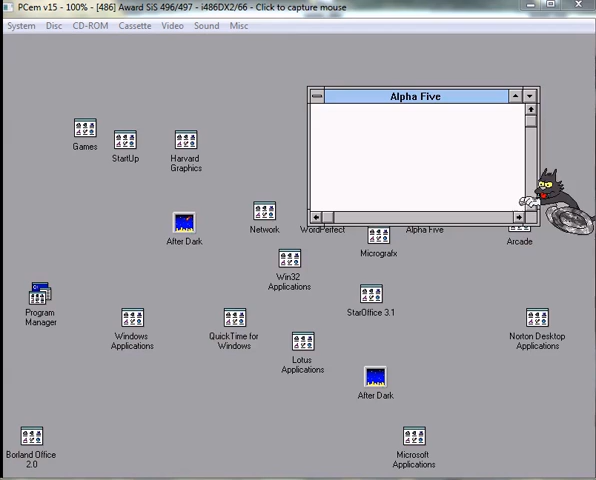 PCem v15 - 100% - [486] Award SiS 496/497 - i486DX2/66 - Click to capture mouse
System Disc CD-ROM Cassette Video Sound Misc
Alpha Five
Games
StartUp
Harvard
Graphics
After Dark
Network
WordPerfect
Alpha Five
Arcade
Micrografx
Win32
Applications
Program
Manager
StarOffice 3.1
Windows
Applications
QuickTime for
Windows
Norton Desktop
Applications
Lotus
Applications
After Dark
Borland Office
2.0
Microsoft
Applications